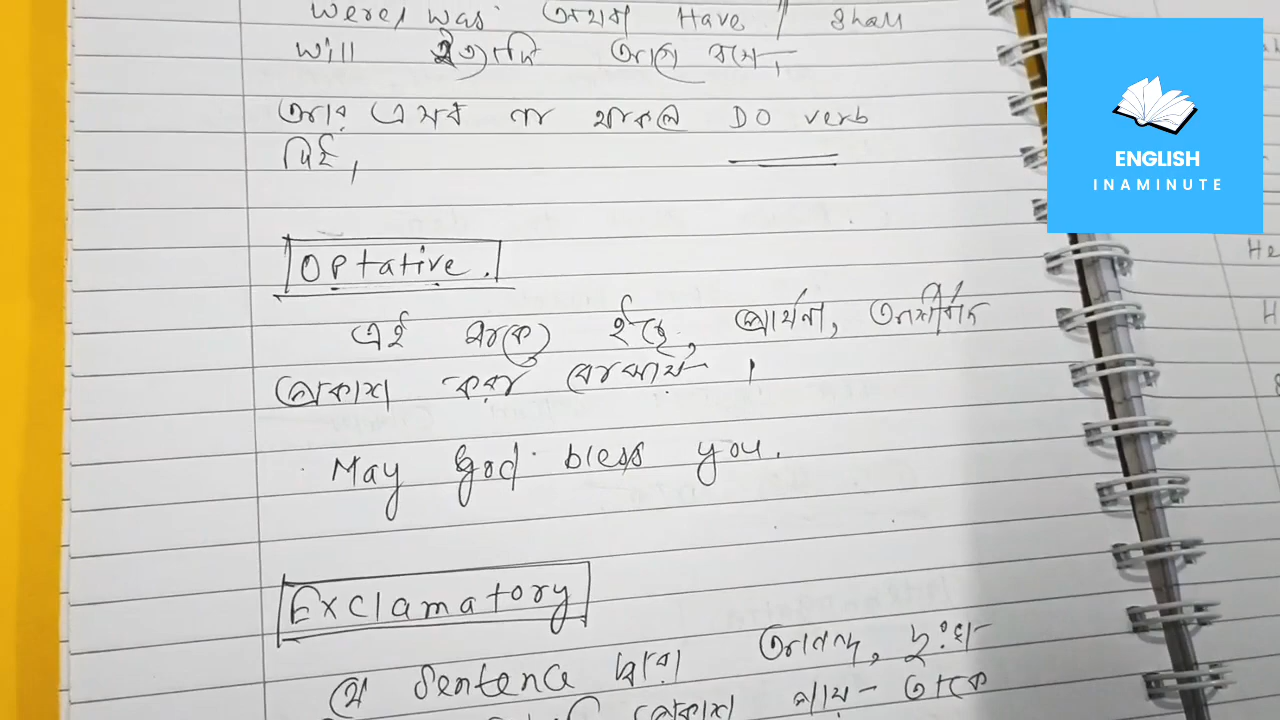 were/was অথবা Have / Shall
will ইত্যাদি আগে বসে,
আর এসব না থাকলে DO verb
দিই,
Optative.
এই ইচ্ছে, প্রার্থনা, আশীর্বাদ
প্রকাশ করা বোঝায় ।
May God bless you.
Exclamatory
যে Sentence দ্বারা আনন্দ, দুঃখ
প্রকাশ পায় তাকে
ENGLISH
INAMINUTE
He
H